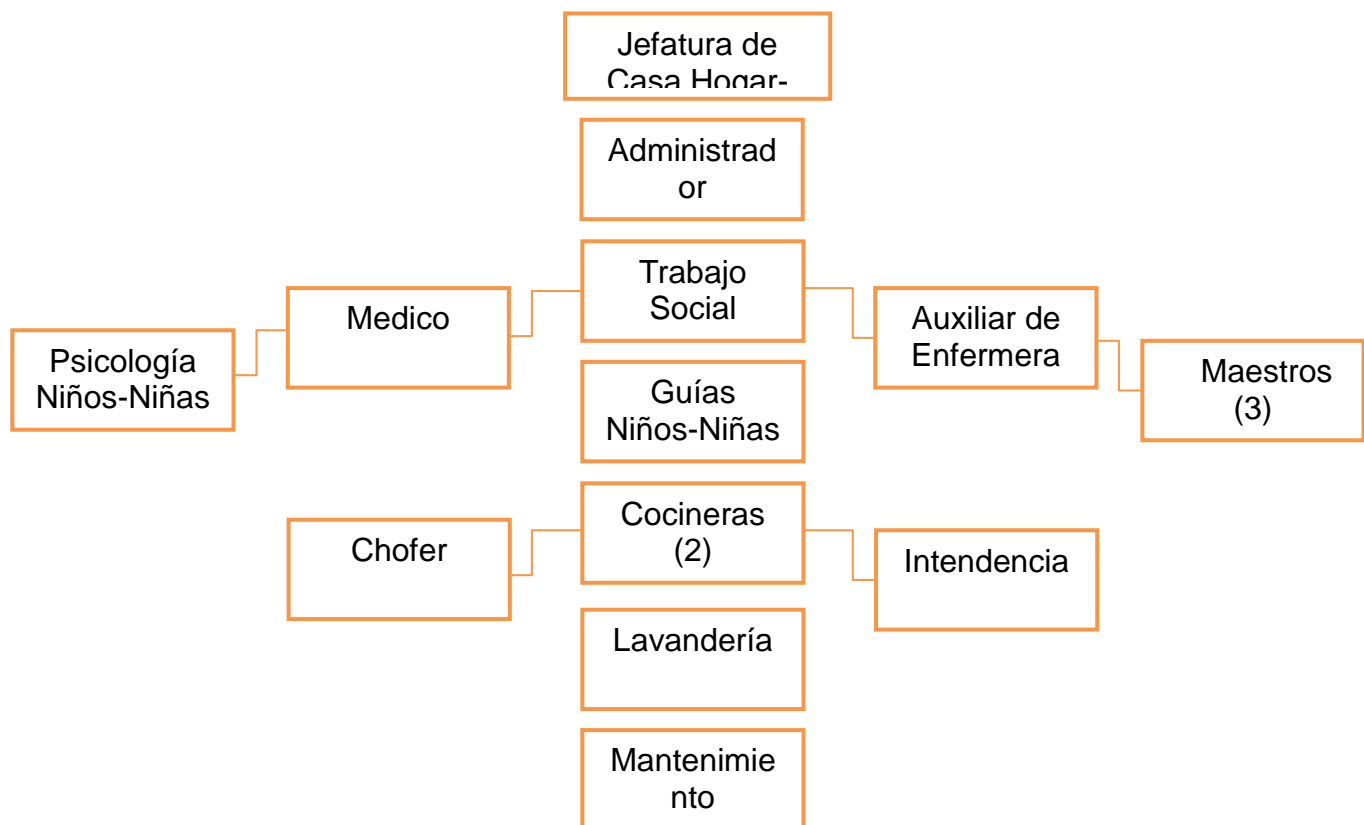 Jefatura de
Casa Hogar-
Administrad
or
Trabajo
Social
Medico
Auxiliar de
Enfermera
Psicología
Niños-Niñas
Maestros
(3)
Guías
Niños-Niñas
Cocineras
(2)
Chofer
Intendencia
Lavandería
Mantenimie
nto